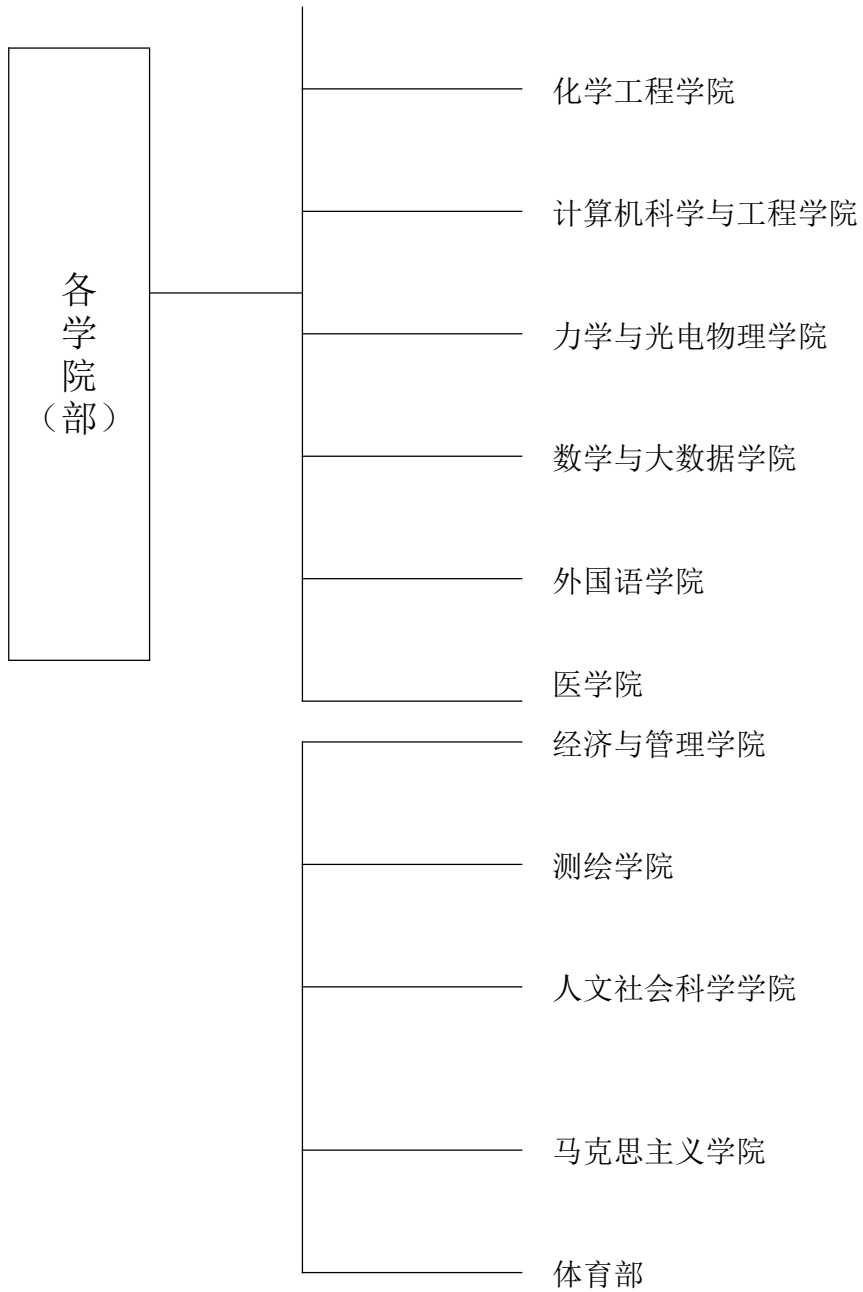 各
学
院
（部）
化学工程学院
计算机科学与工程学院
力学与光电物理学院
数学与大数据学院
外国语学院
医学院
经济与管理学院
测绘学院
人文社会科学学院
马克思主义学院
体育部